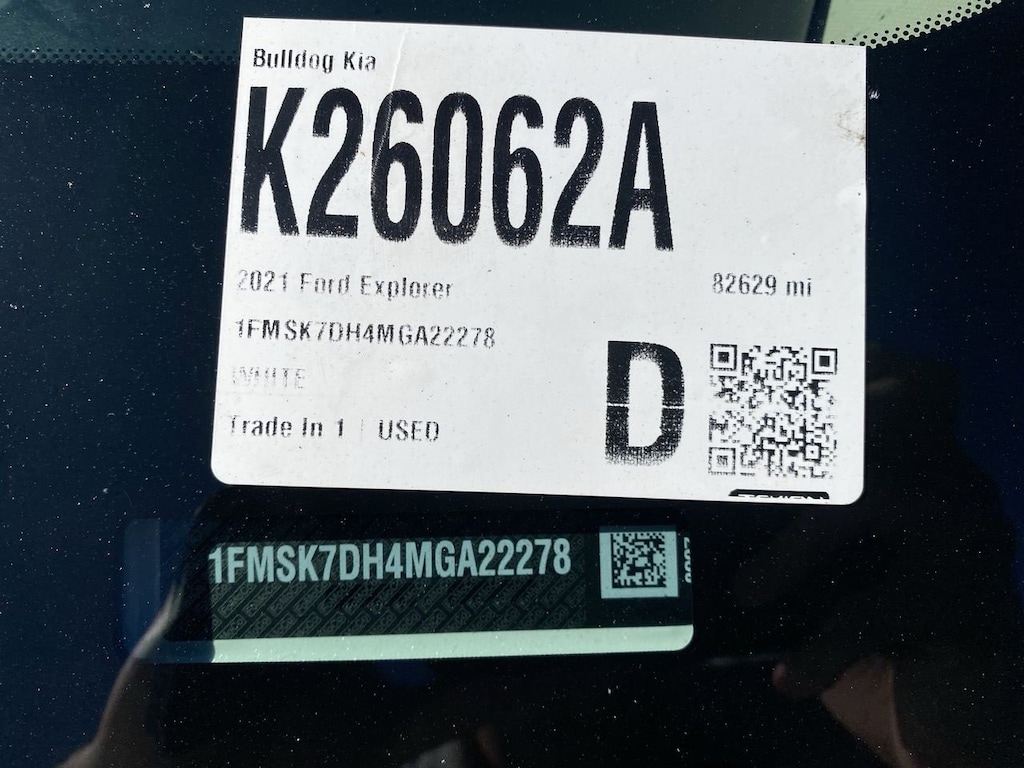 Bulldog Kia
K26062A
2021 Ford Explorer
82629 mi
1FMSK7DH4MGA22278
WHITE
D
Trade In 1 | USED
1FMSK7DH4MGA22278